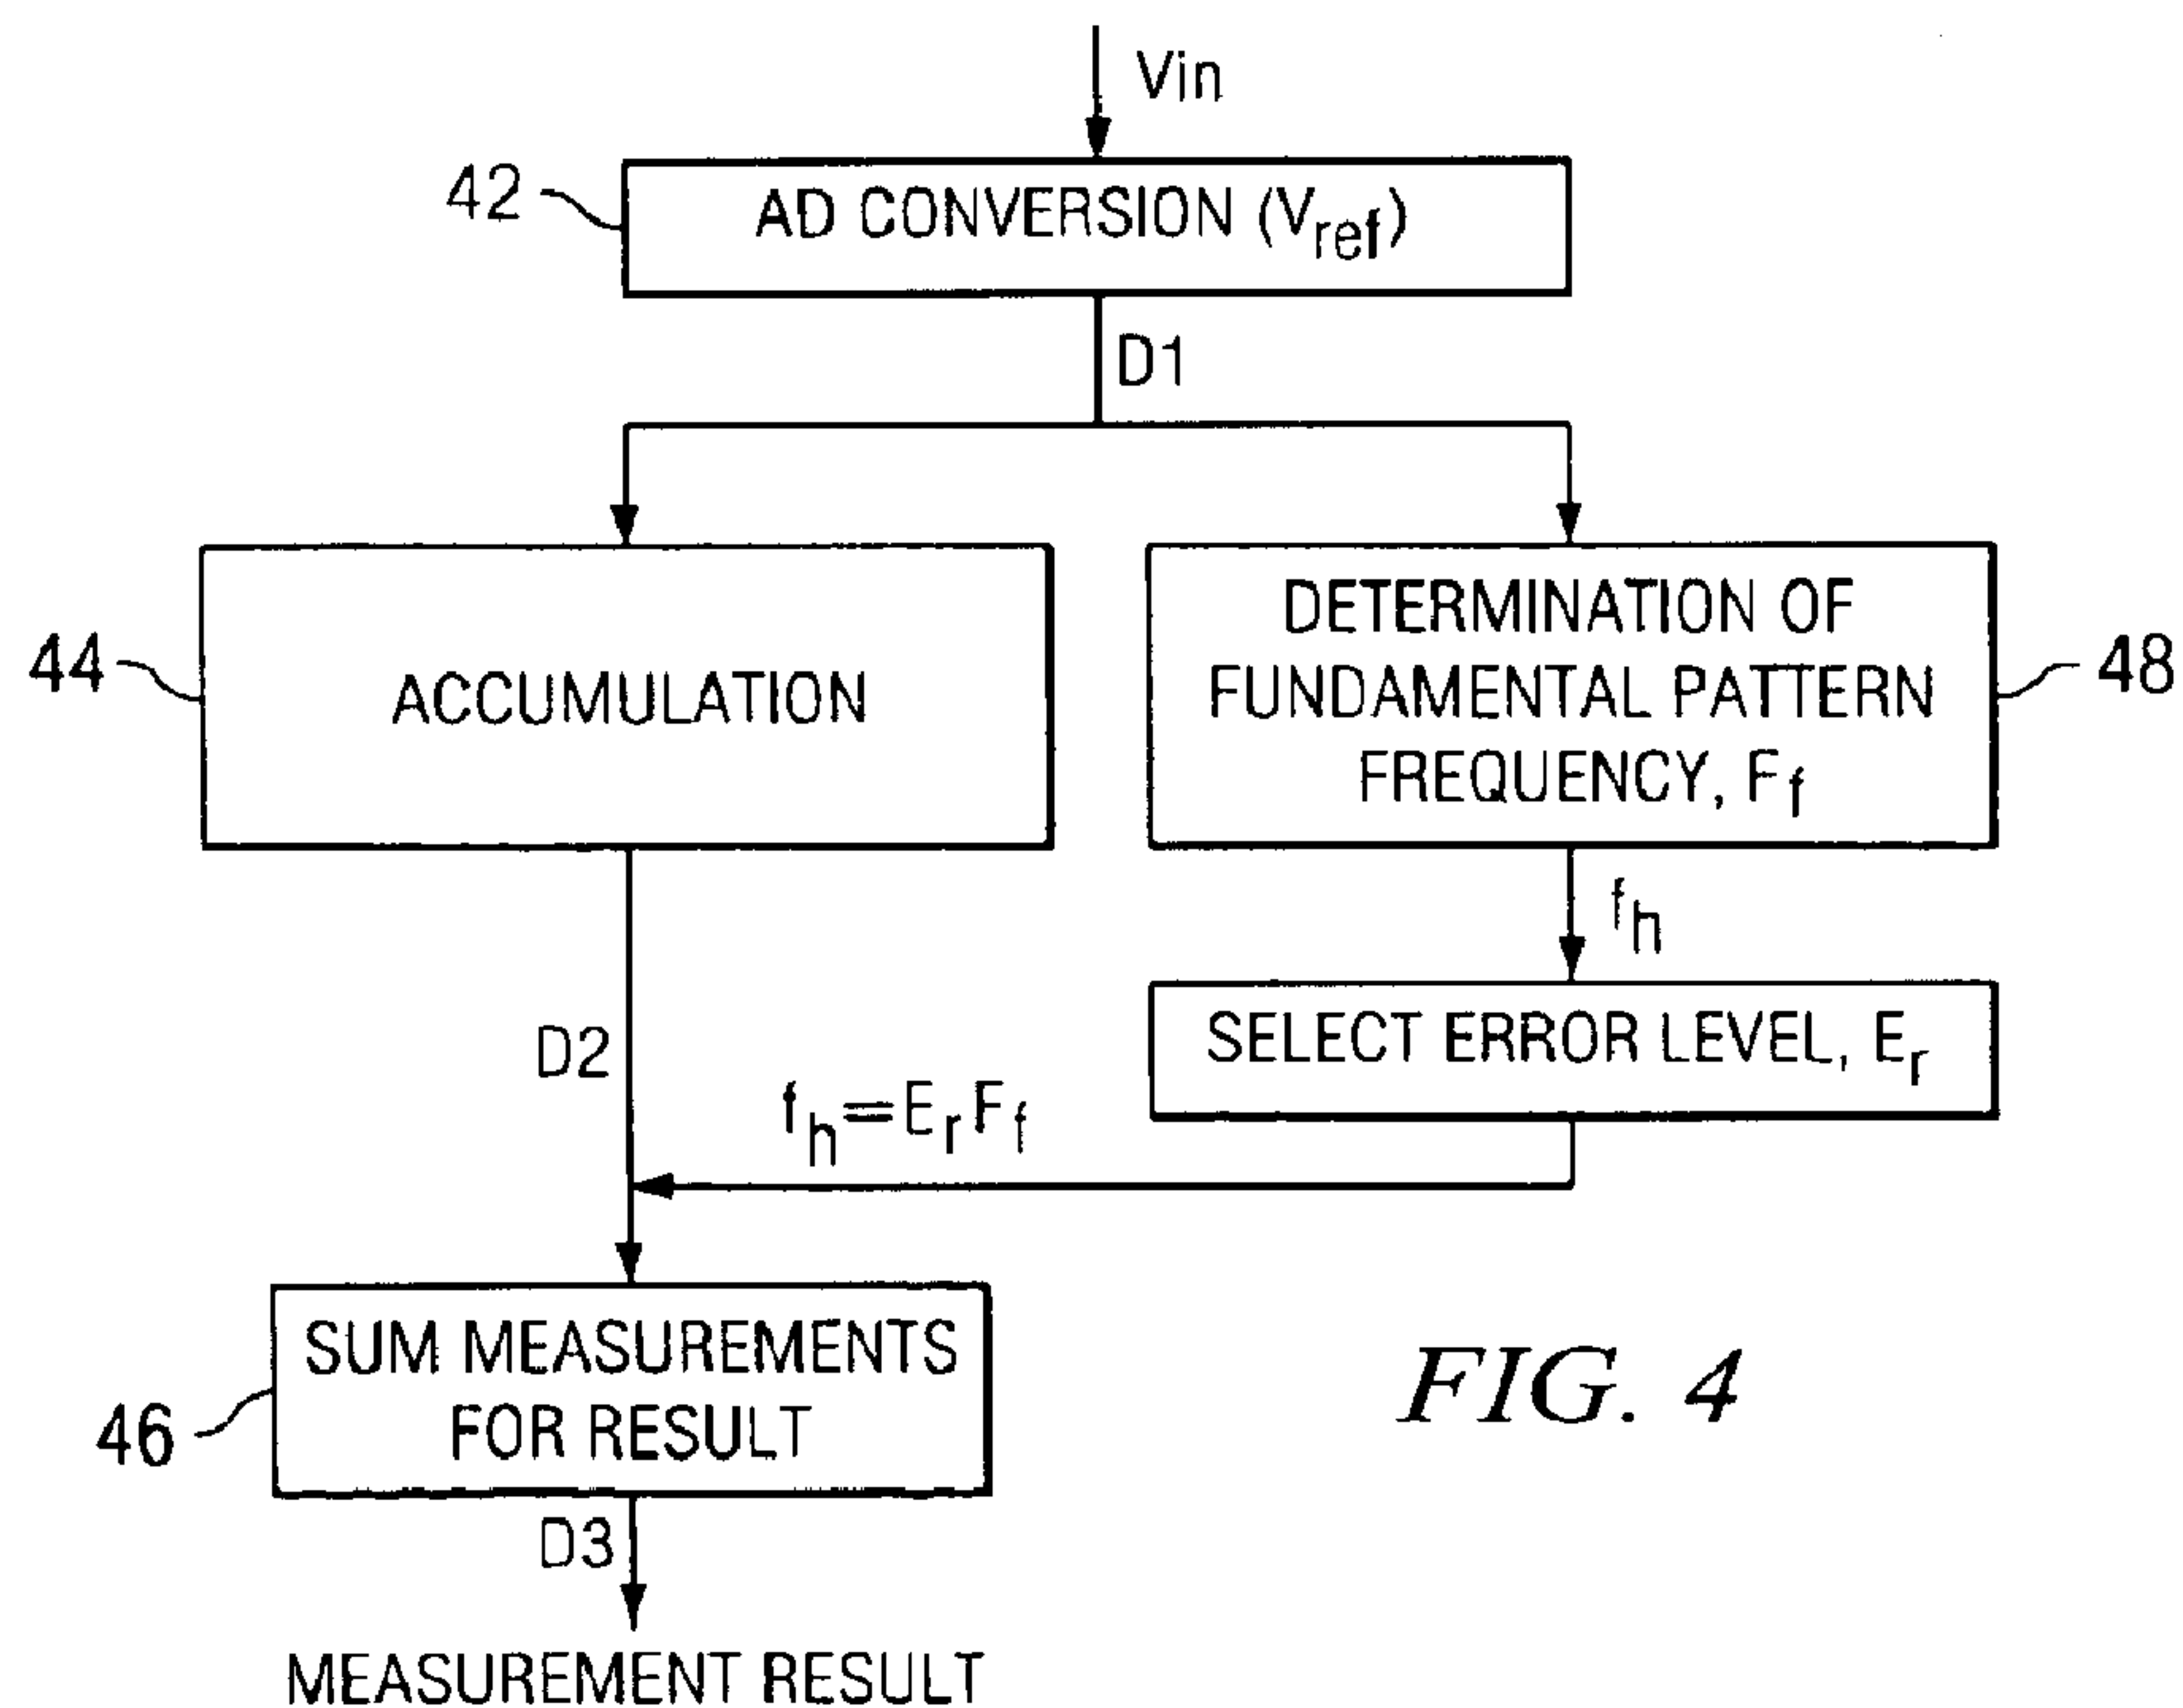 Vin
42
AD CONVERSION (Vref)
D1
44
ACCUMULATION
DETERMINATION OF
FUNDAMENTAL PATTERN
FREQUENCY, Ff
48
fh
SELECT ERROR LEVEL, Er
D2
fh=ErFf
46
SUM MEASUREMENTS
FOR RESULT
FIG. 4
D3
MEASUREMENT RESULT